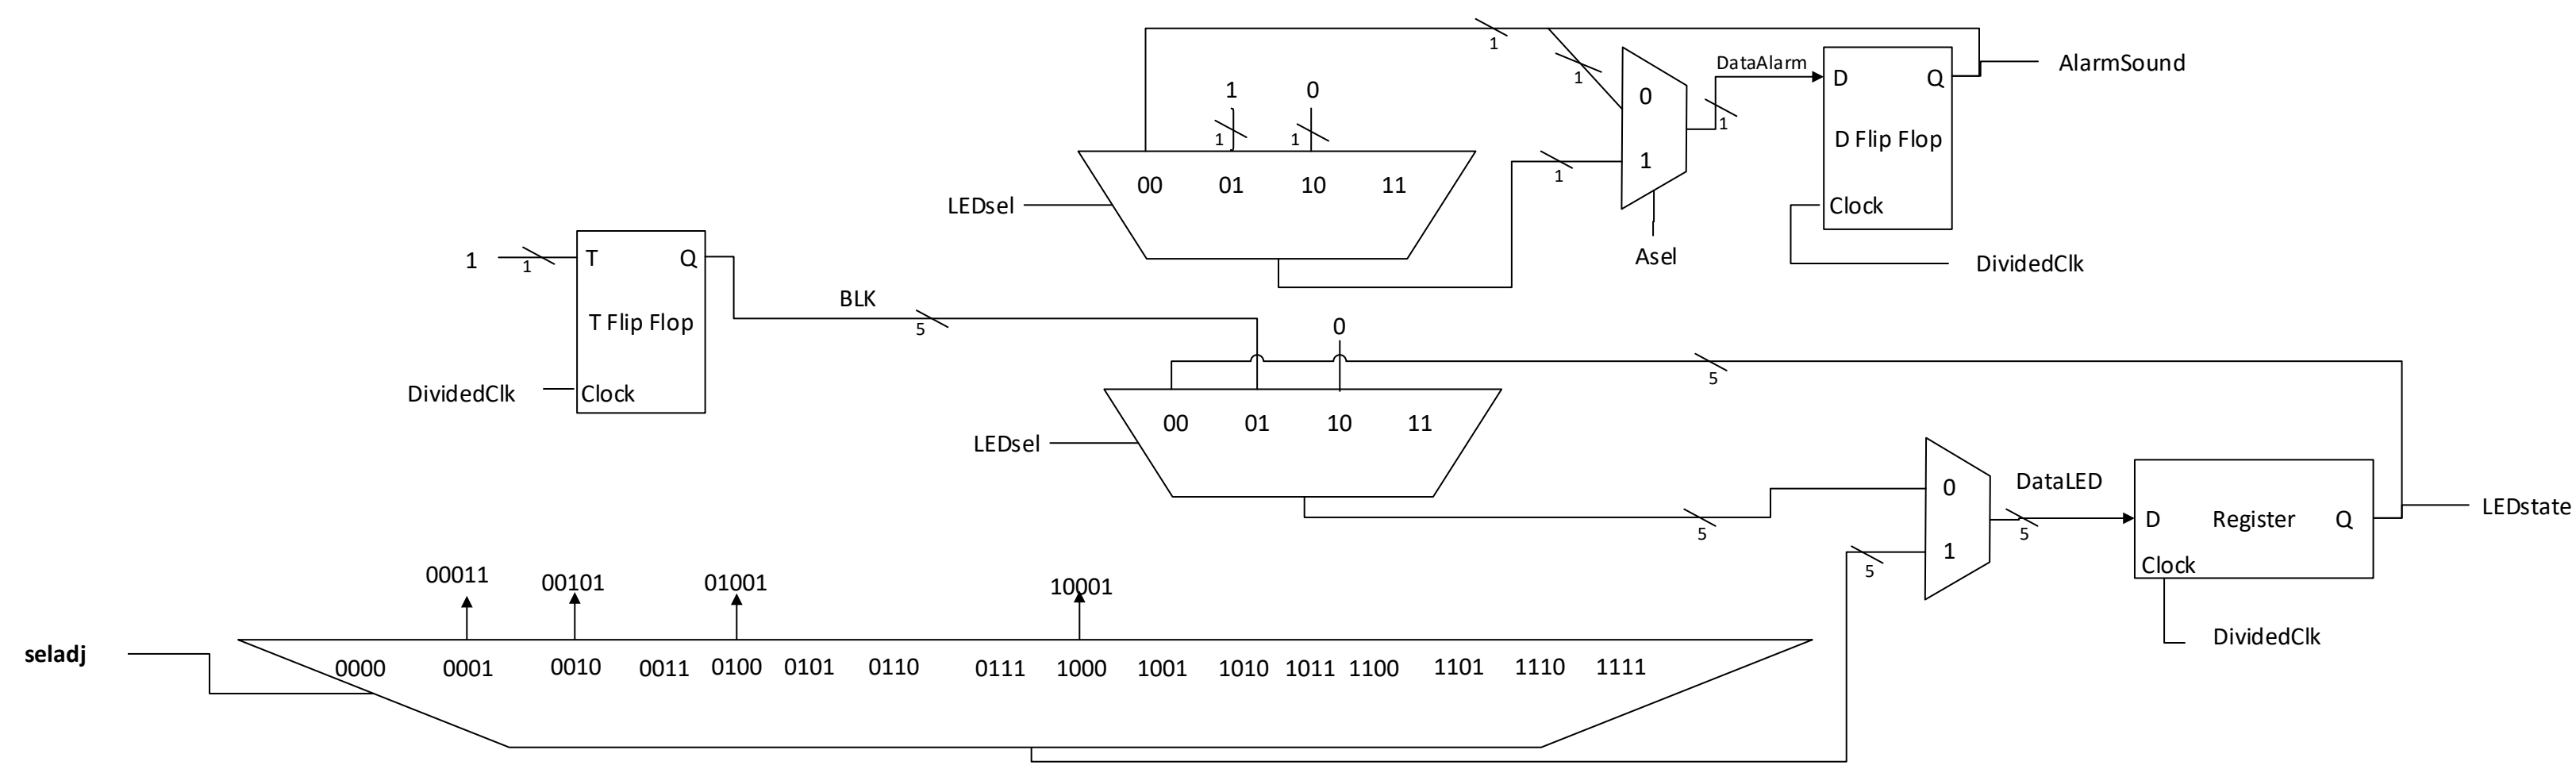 1
1
AlarmSound
DataAlarm
D
Q
1
0
0
1
1
1
1
D Flip Flop
1
1
00
01
10
11
LEDsel
Clock
Asel
DividedClk
1
1
T
Q
T Flip Flop
BLK
5
0
DividedClk
Clock
5
00
01
10
11
LEDsel
0
DataLED
D
Register
Q
LEDstate
5
5
1
5
Clock
DividedClk
00011
00101
01001
10001
seladj
0000
0001
0010
0011
0100
0101
0110
0111
1000
1001
1010
1011
1100
1101
1110
1111